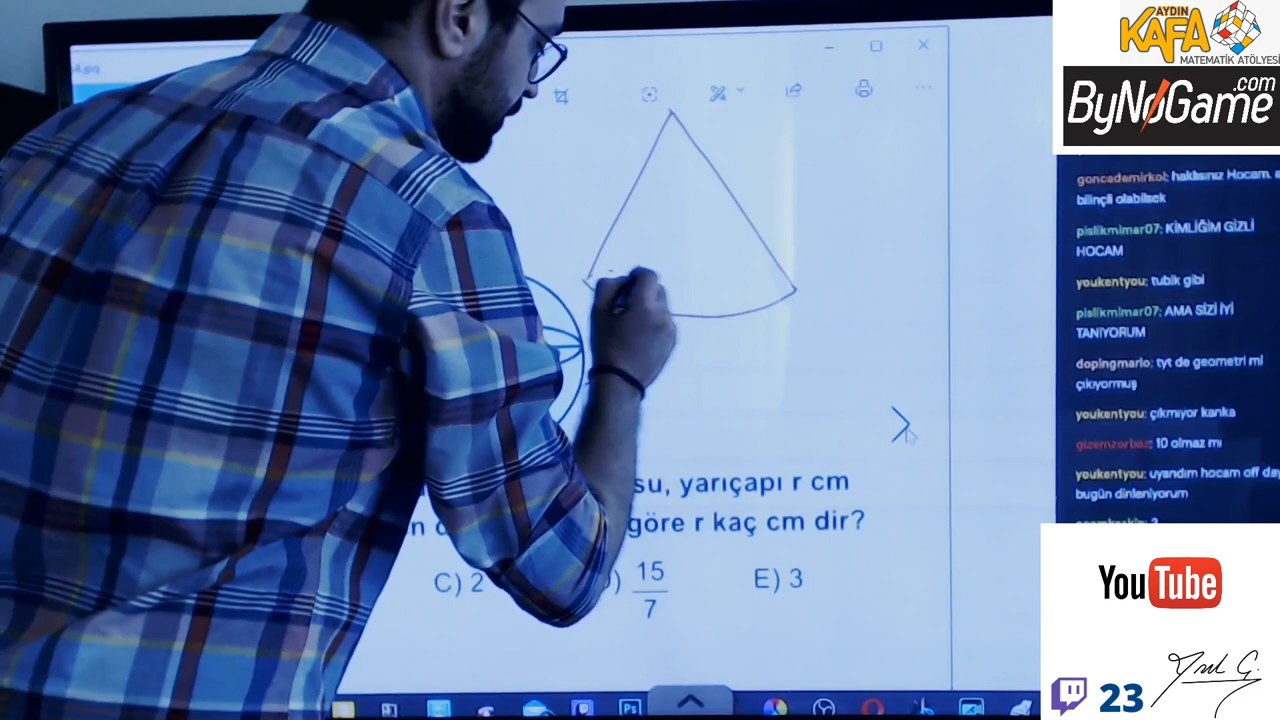 su, yarıçapı r cm
göre r kaç cm dir?
C) 2
15
7
E) 3
AYDIN
KAFA
MATEMATİK ATÖLYESİ
ByNoGame.com
goncademirkol: haklısınız Hocam. a
bilinçli olabilsek
pislikmimar07: KİMLİĞİM GİZLİ
HOCAM
youkentyou: tubik gibi
pislikmimar07: AMA SİZİ İYİ
TANIYORUM
dopingmario: tyt de geometri mi
çıkıyormuş
youkentyou: çıkmıyor kanka
gizemzorbaz: 10 olmaz mı
youkentyou: uyandım hocam off day
bugün dinleniyorum
YouTube
23